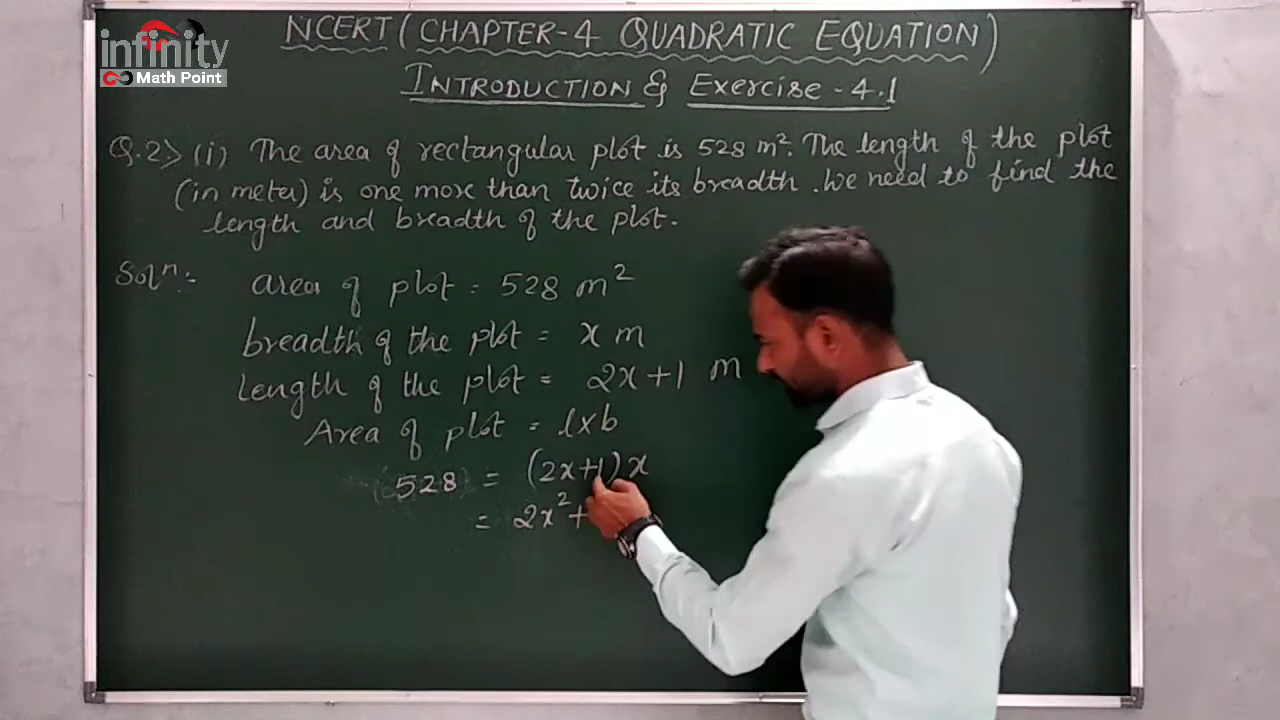 infinity
Math Point
NCERT (CHAPTER-4 QUADRATIC EQUATION)
INTRODUCTION & Exercise - 4.1
Q.2> (i) The area of rectangular plot is 528 m². The length of the plot
(in meter) is one more than twice its breadth. We need to find the
length and breadth of the plot.
Solⁿ:- area of plot = 528 m²
breadth of the plot = x m
length of the plot = 2x+1 m
Area of plot = l×b
528 = (2x+1)x
= 2x²+